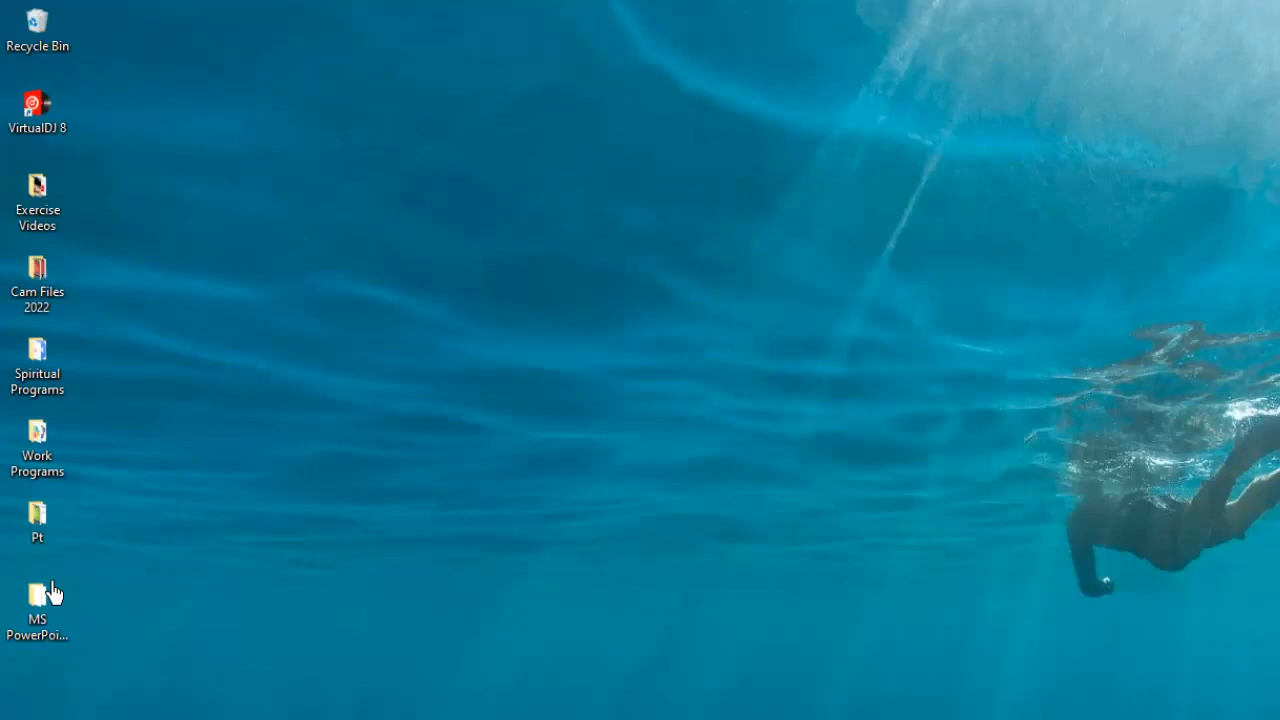 Recycle Bin
VirtualDJ 8
Exercise
Videos
Cam Files
2022
Spiritual
Programs
Work
Programs
Pt
MS
PowerPoi...